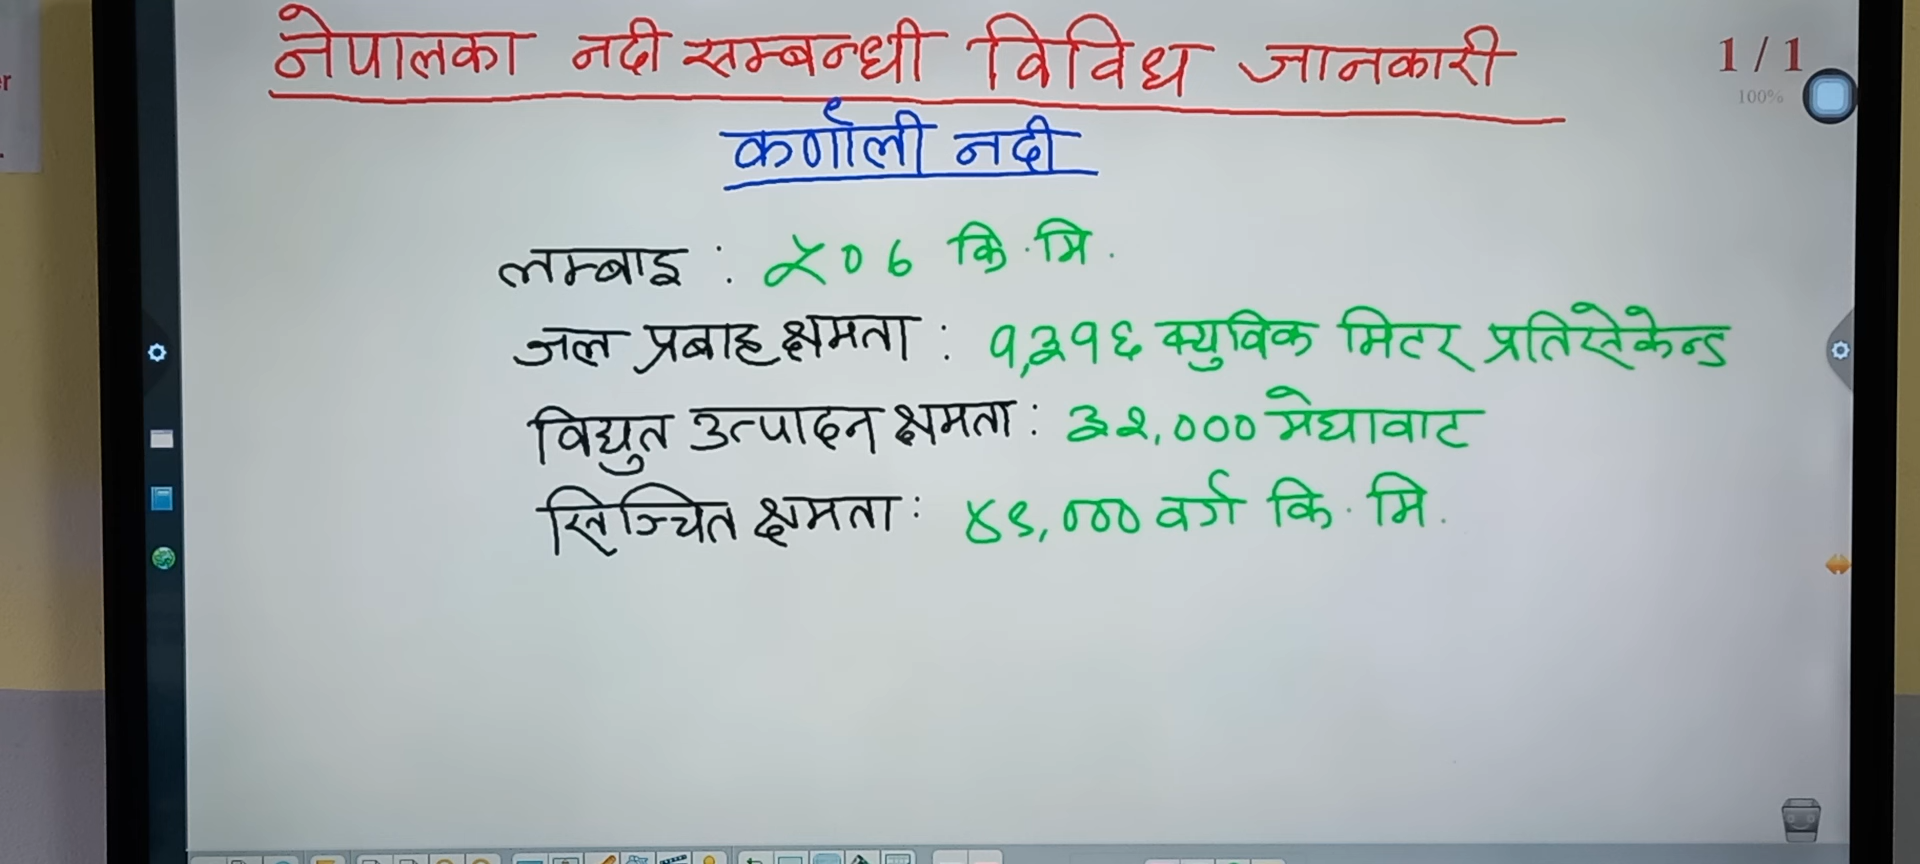 नेपालका नदी सम्बन्धी विविध जानकारी
1/1
100%
कर्णाली नदी
लम्बाइ : ५०७ कि.मि.
जल प्रबाह क्षमता : १,३१६ क्युविक मिटर प्रतिसेकेन्ड
विद्युत उत्पादन क्षमता : ३२,००० मेघावाट
सिञ्चित क्षमता : ४९,००० वर्ग कि.मि.